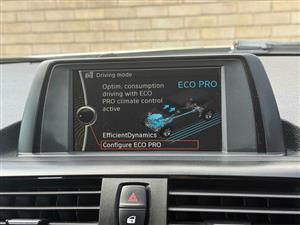 Driving mode
Optim. consumption
driving with ECO
PRO climate control
active
ECO PRO
EfficientDynamics
Configure ECO PRO